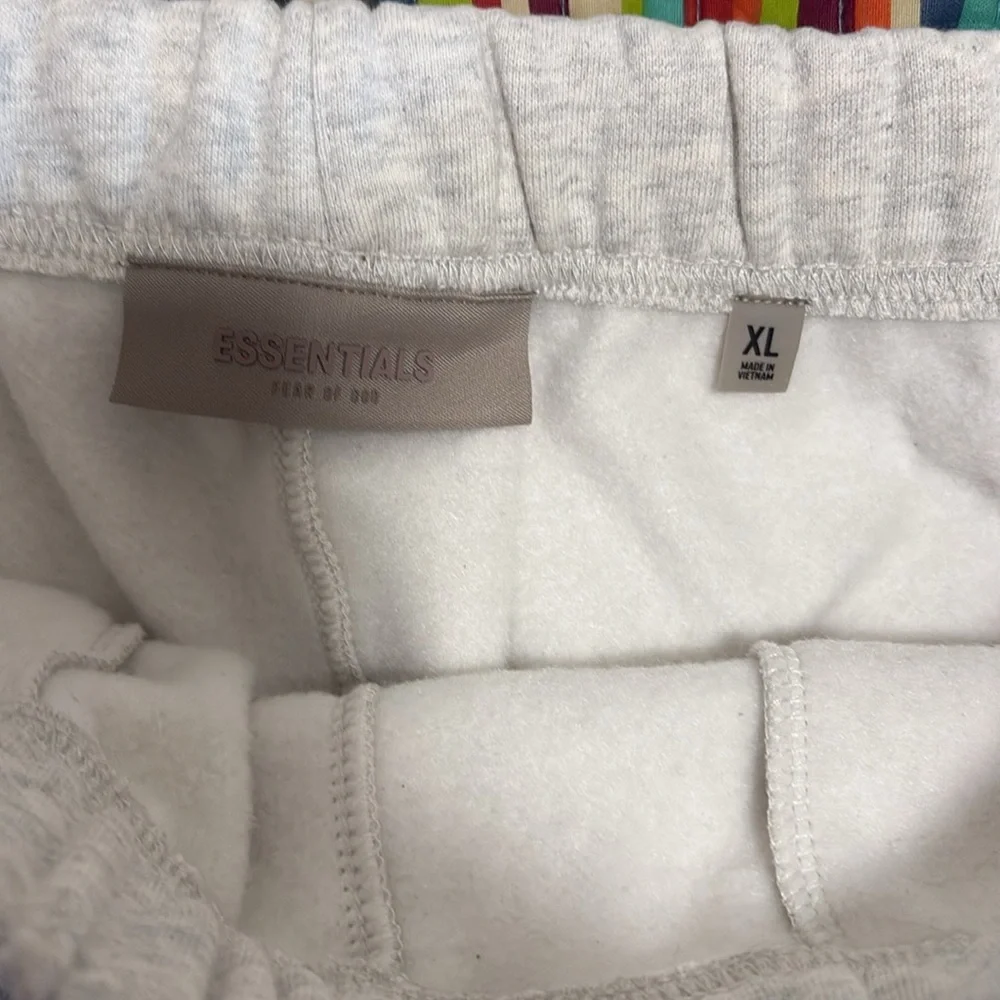 ESSENTIALS
FEAR OF GOD
XL
MADE IN
VIETNAM